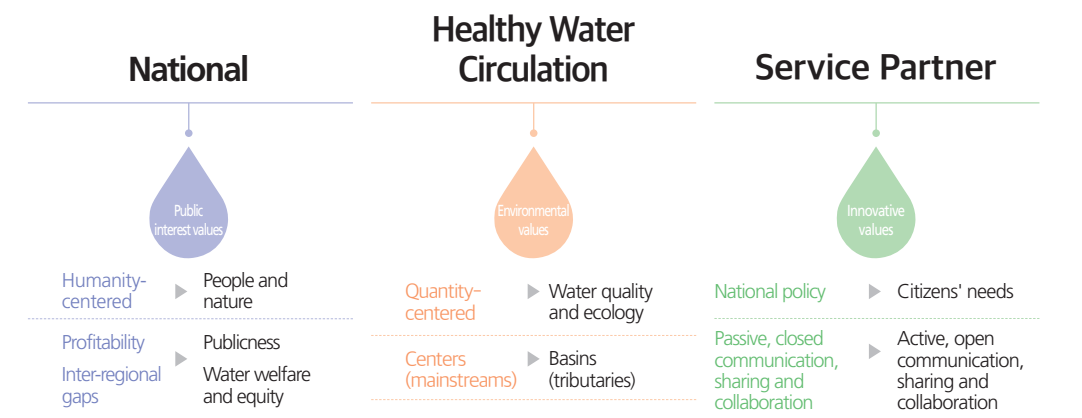 National
Public
interest values
Humanity-
centered
People and
nature
Profitability
Publicness
Inter-regional
gaps
Water welfare
and equity
Healthy Water
Circulation
Environmental
values
Quantity-
centered
Water quality
and ecology
Centers
(mainstreams)
Basins
(tributaries)
Service Partner
Innovative
values
National policy
Citizens' needs
Passive, closed
communication,
sharing and
collaboration
Active, open
communication,
sharing and
collaboration